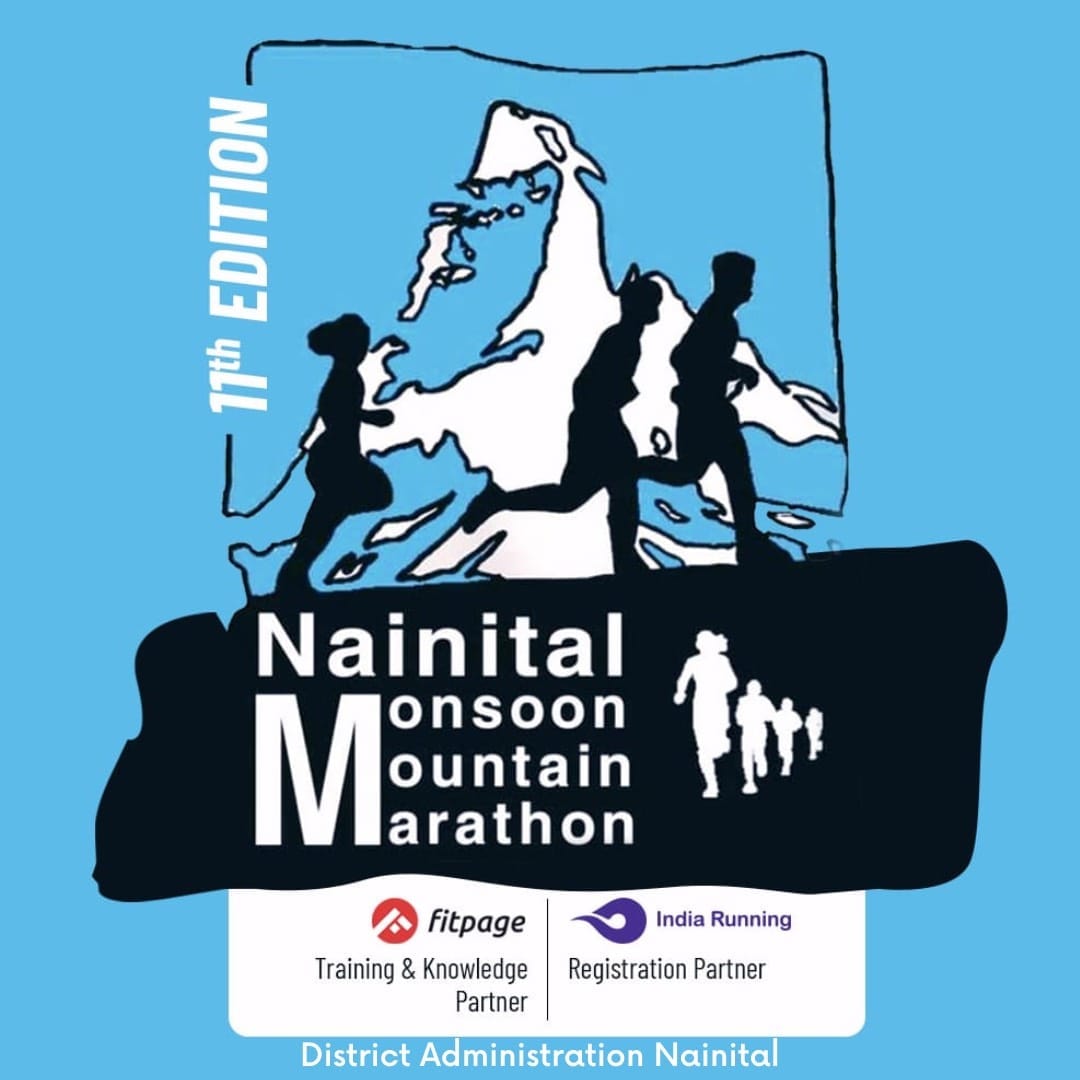 11th EDITION
Nainital
Monsoon
Mountain
Marathon
fitpage
Training & Knowledge
Partner
India Running
Registration Partner
District Administration Nainital